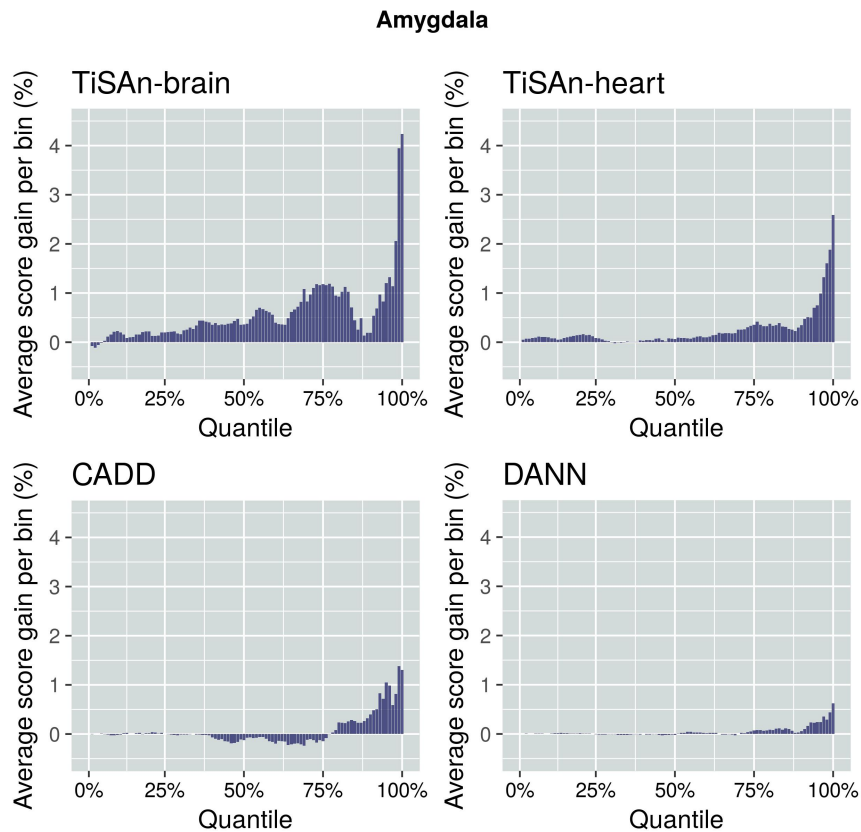 Amygdala
TiSAn-brain
Average score gain per bin (%)
4
3
2
1
0
0% 25% 50% 75% 100%
Quantile
TiSAn-heart
Average score gain per bin (%)
4
3
2
1
0
0% 25% 50% 75% 100%
Quantile
CADD
Average score gain per bin (%)
4
3
2
1
0
0% 25% 50% 75% 100%
Quantile
DANN
Average score gain per bin (%)
4
3
2
1
0
0% 25% 50% 75% 100%
Quantile